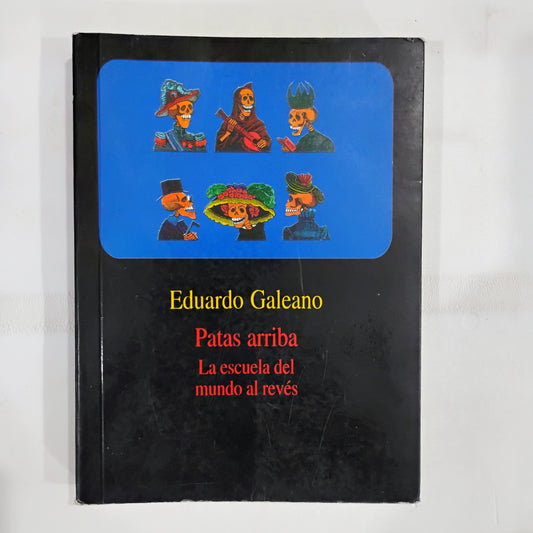 Eduardo Galeano
Patas arriba
La escuela del
mundo al revés